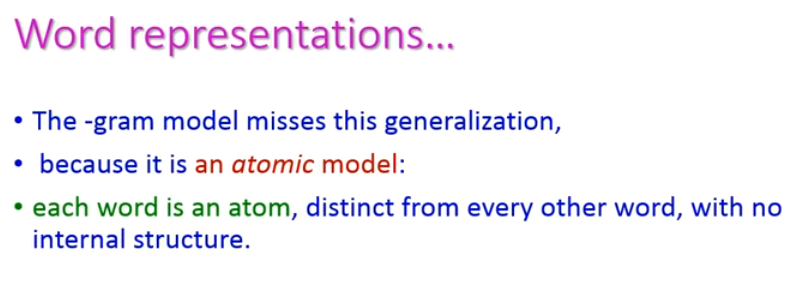 Word representations...
• The -gram model misses this generalization,
• because it is an atomic model:
• each word is an atom, distinct from every other word, with no
internal structure.